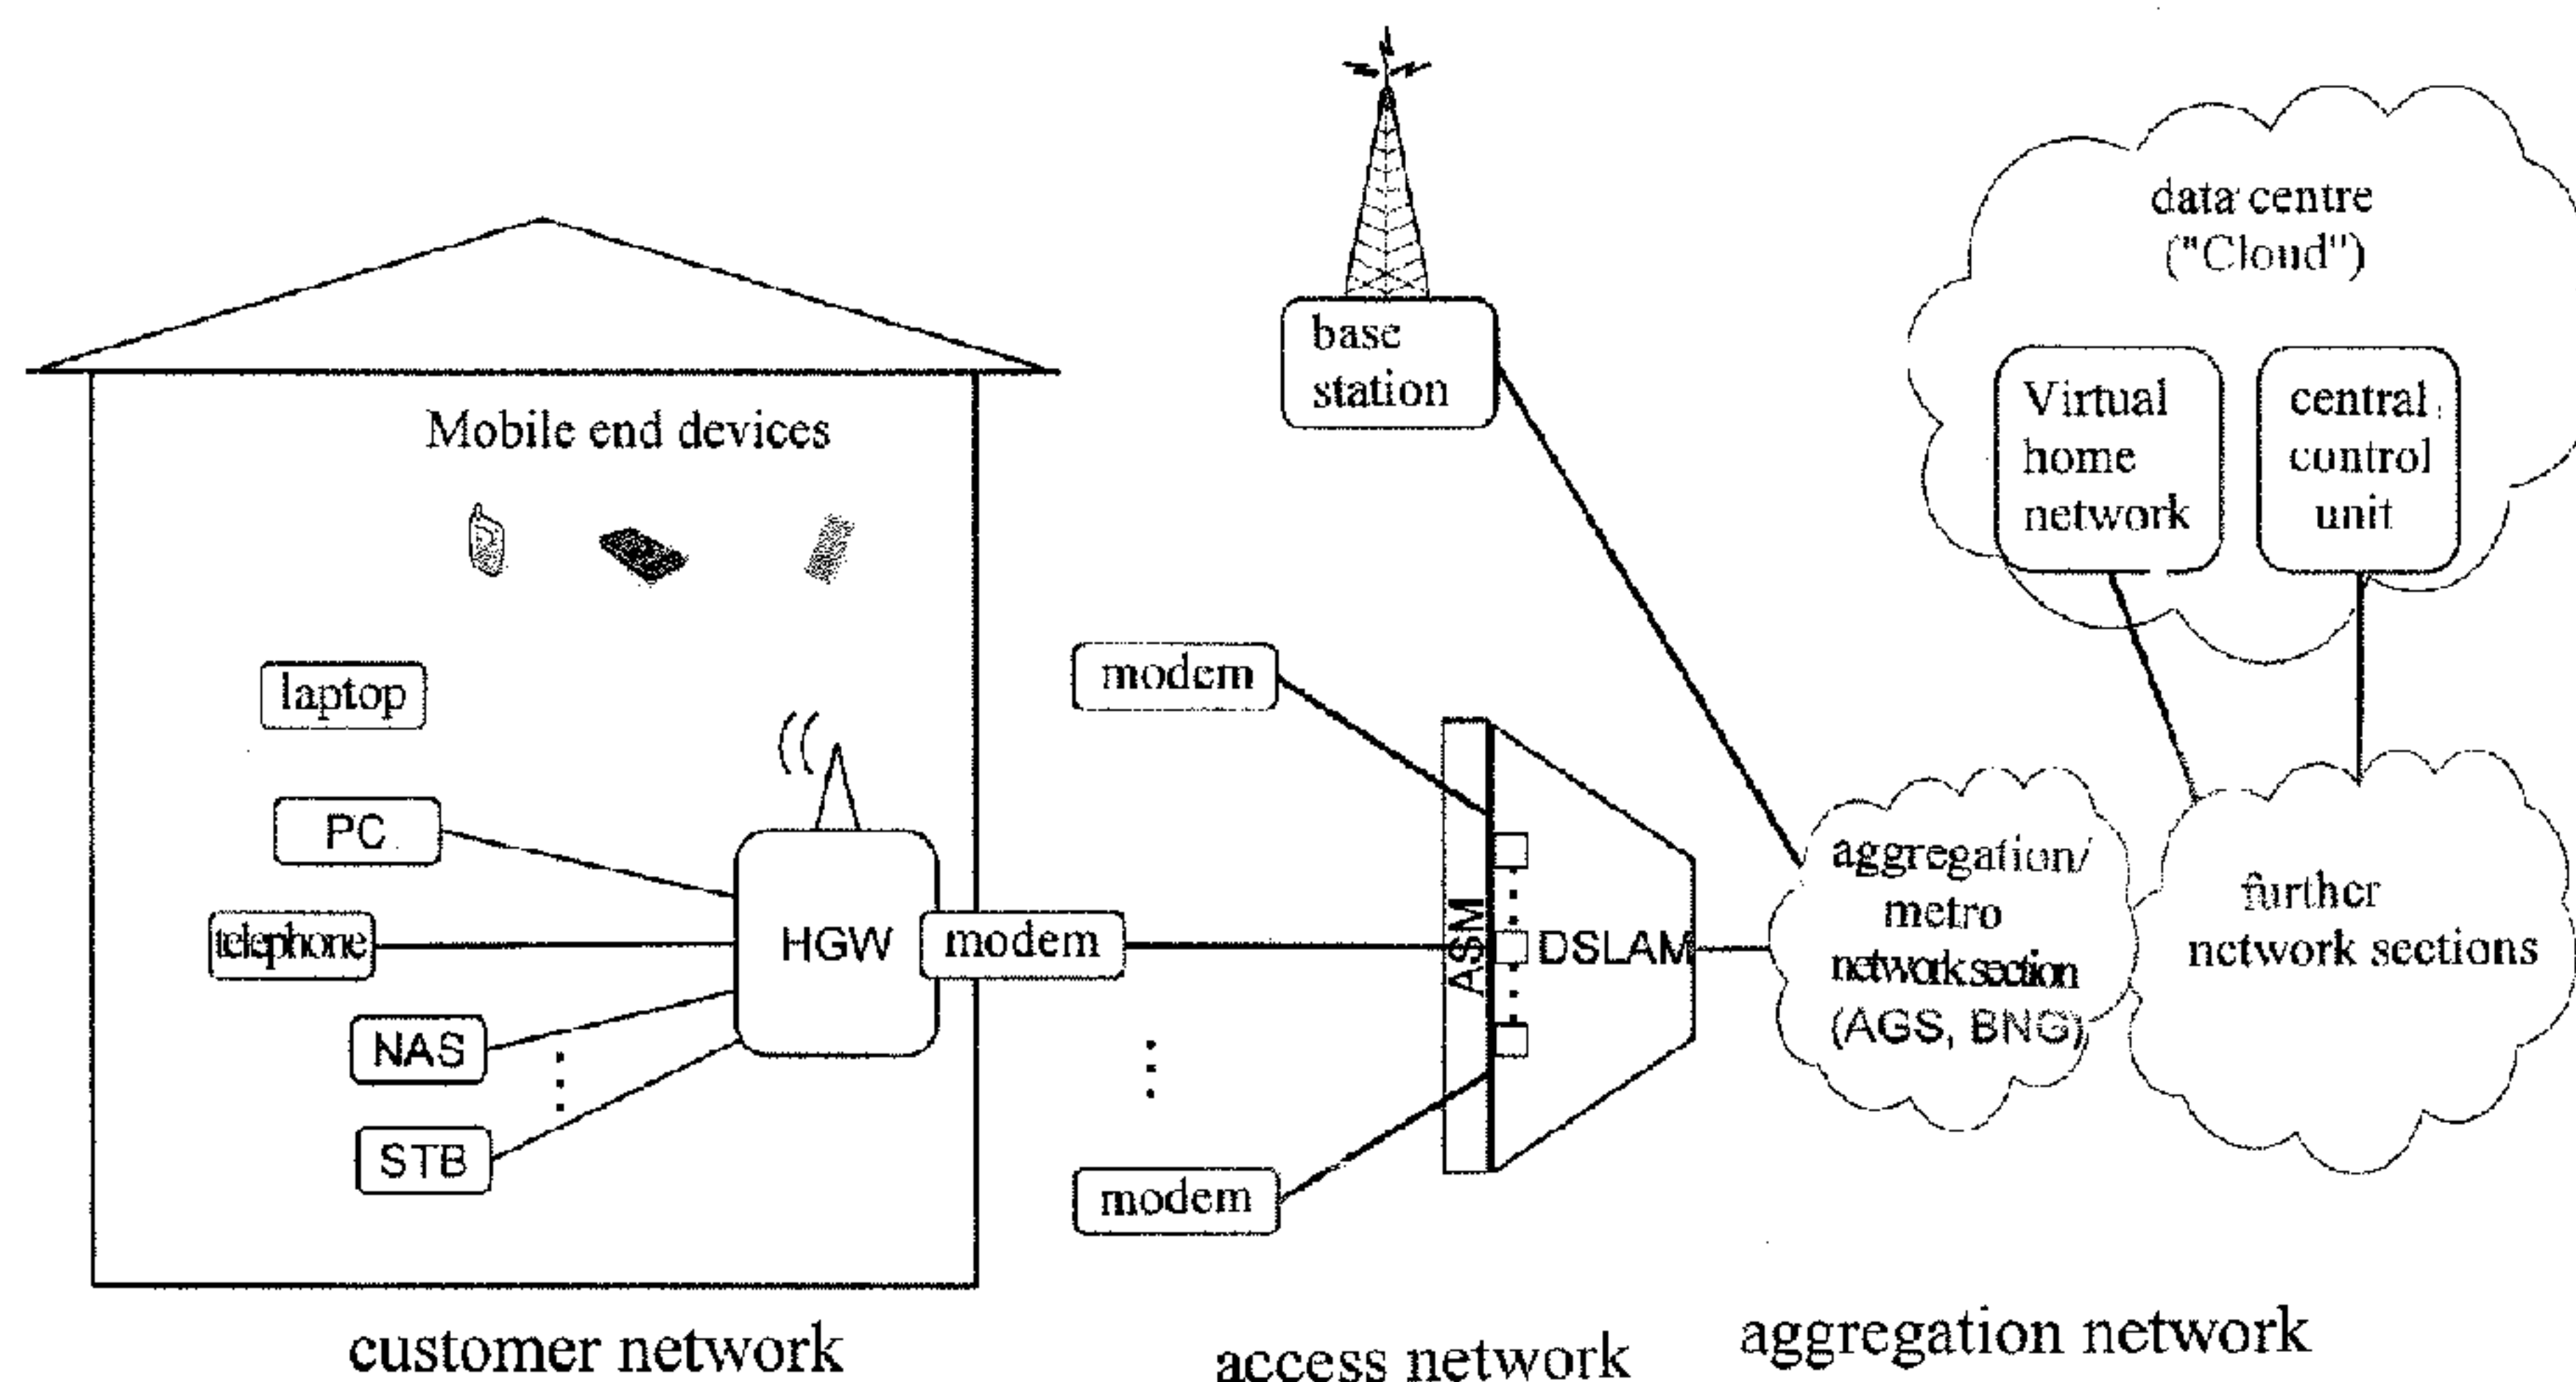 data centre
("Cloud")
base
station
Virtual
home
network
central
control
unit
Mobile end devices
laptop
modem
PC
telephone
HGW
modem
ASM
DSLAM
aggregation/
metro
network section
(AGS, BNG)
further
network sections
NAS
STB
modem
customer network
access network
aggregation network